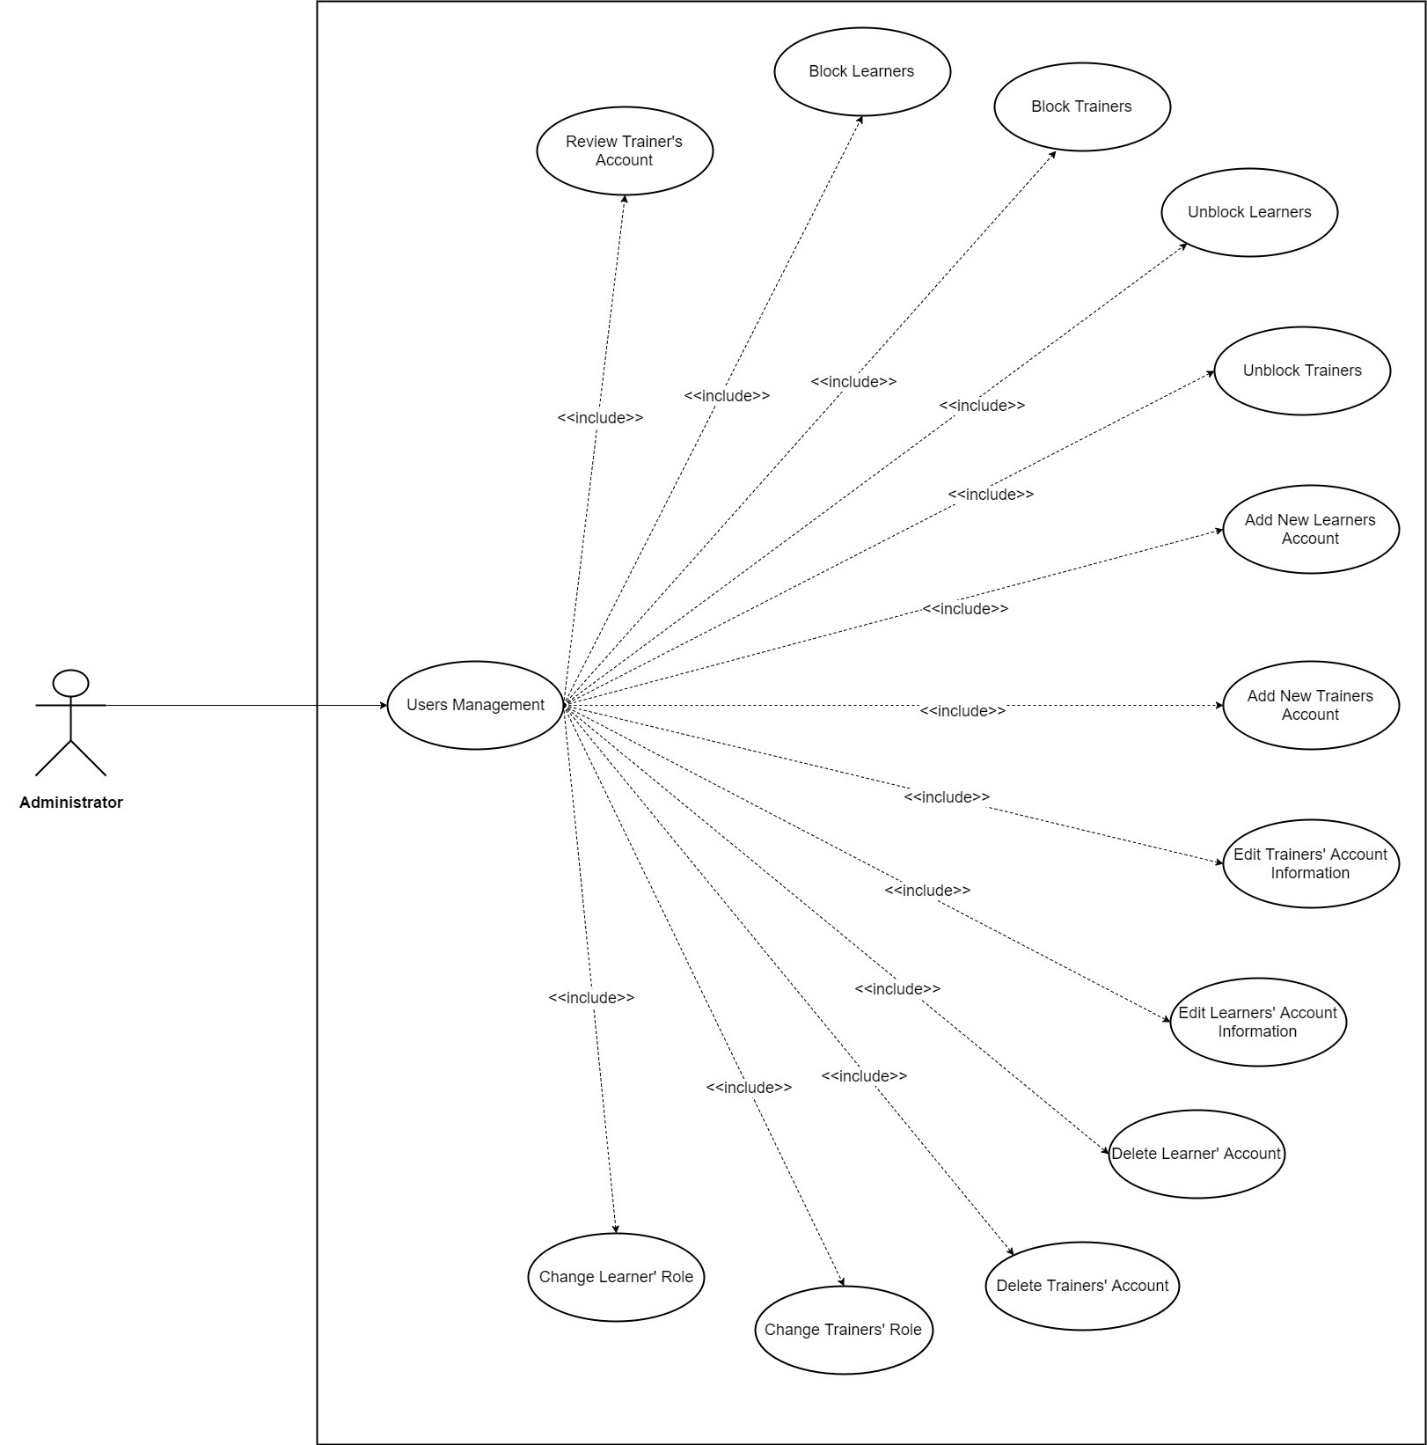 Block Learners
Block Trainers
Review Trainer's
Account
Unblock Learners
Unblock Trainers
<<include>>
<<include>>
<<include>>
<<include>>
<<include>>
Add New Learners
Account
<<include>>
Users Management
Add New Trainers
Account
<<include>>
Administrator
<<include>>
Edit Trainers' Account
Information
<<include>>
<<include>>
<<include>>
Edit Learners' Account
Information
<<include>>
<<include>>
Delete Learner' Account
Change Learner' Role
Delete Trainers' Account
Change Trainers' Role